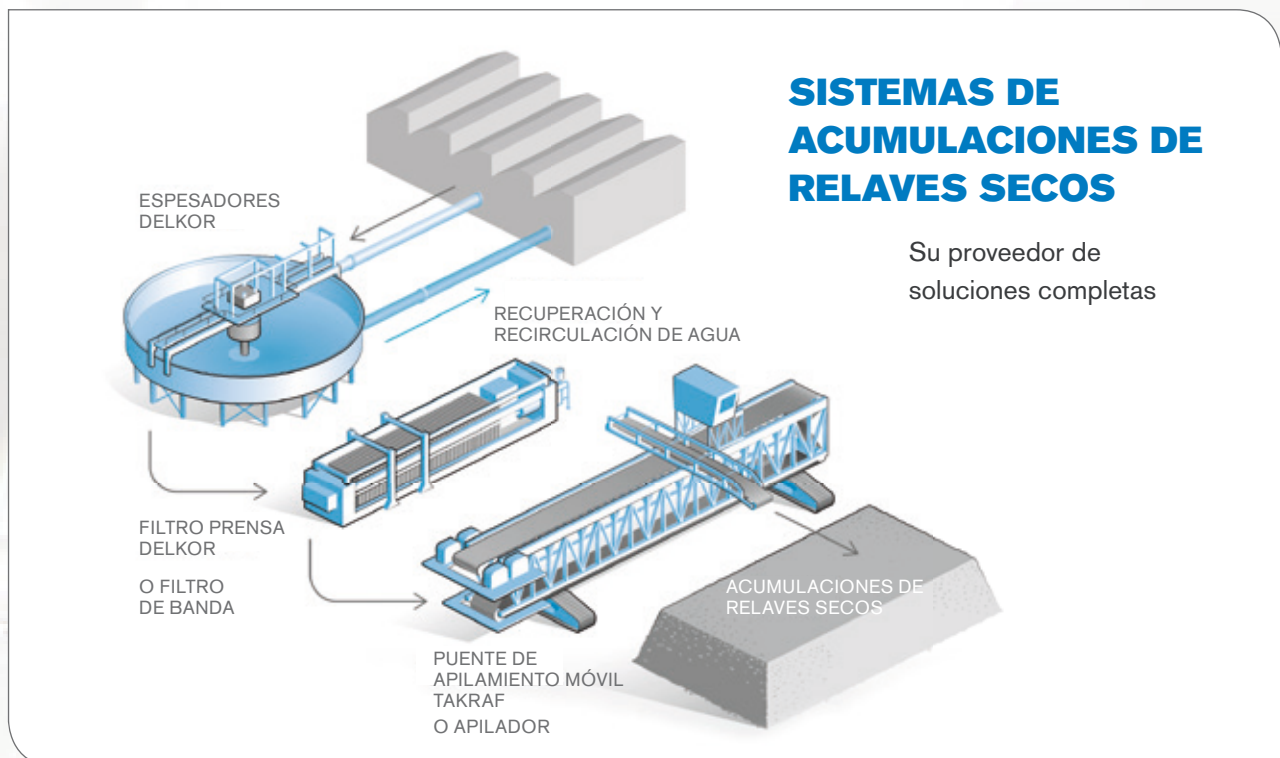 SISTEMAS DE
ACUMULACIONES DE
RELAVES SECOS
Su proveedor de
soluciones completas
ESPESADORES
DELKOR
RECUPERACIÓN Y
RECIRCULACIÓN DE AGUA
FILTRO PRENSA
DELKOR
O FILTRO
DE BANDA
PUENTE DE
APILAMIENTO MÓVIL
TAKRAF
O APILADOR
ACUMULACIONES DE
RELAVES SECOS